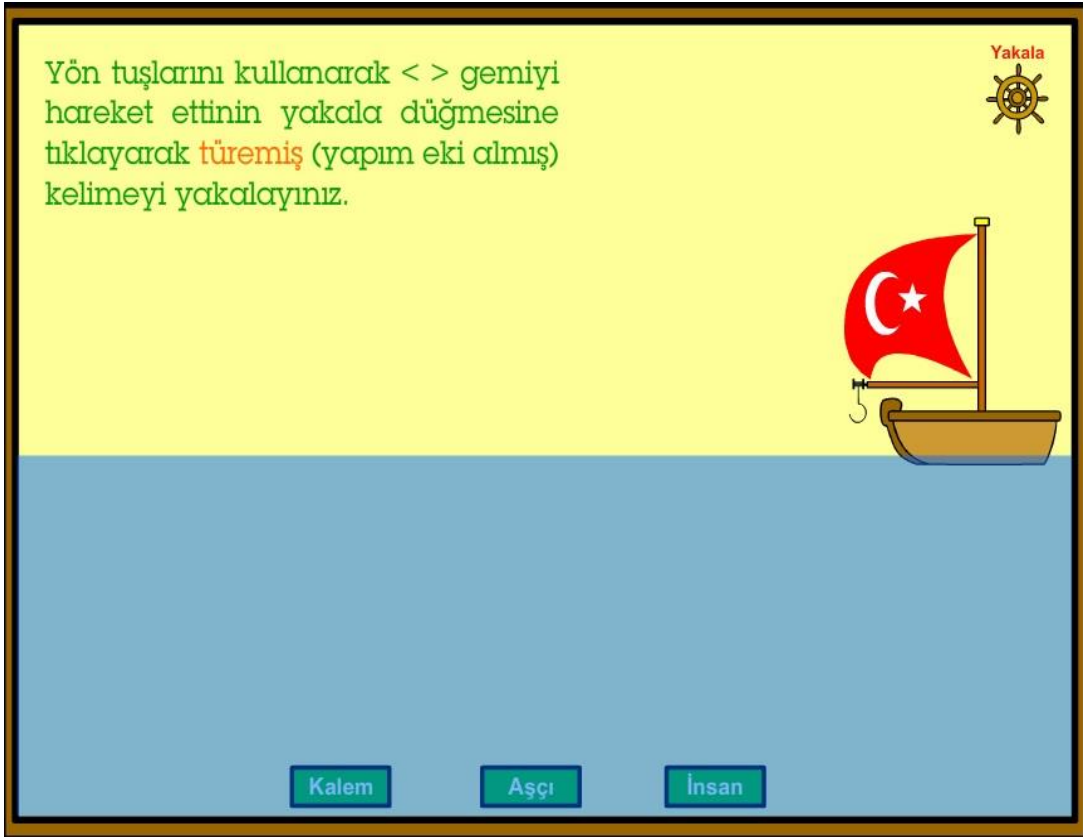 Yön tuşlarını kullanarak < > gemiyi
hareket ettinin yakala düğmesine
tıklayarak türemiş (yapım eki almış)
kelimeyi yakalayınız.
Yakala
Kalem
Aşçı
İnsan